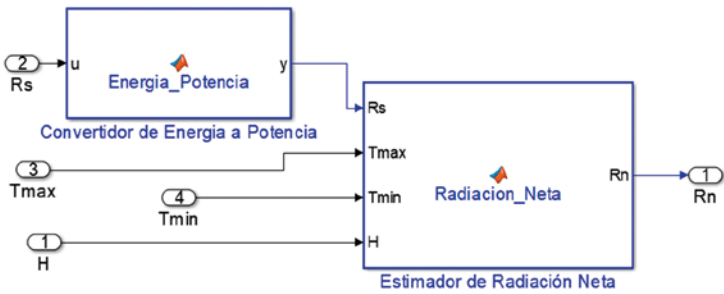 2
Rs
u
Energia_Potencia
y
Convertidor de Energia a Potencia
3
Tmax
4
Tmin
1
H
Rs
Tmax
Tmin
H
Radiacion_Neta
Rn
Estimador de Radiación Neta
1
Rn